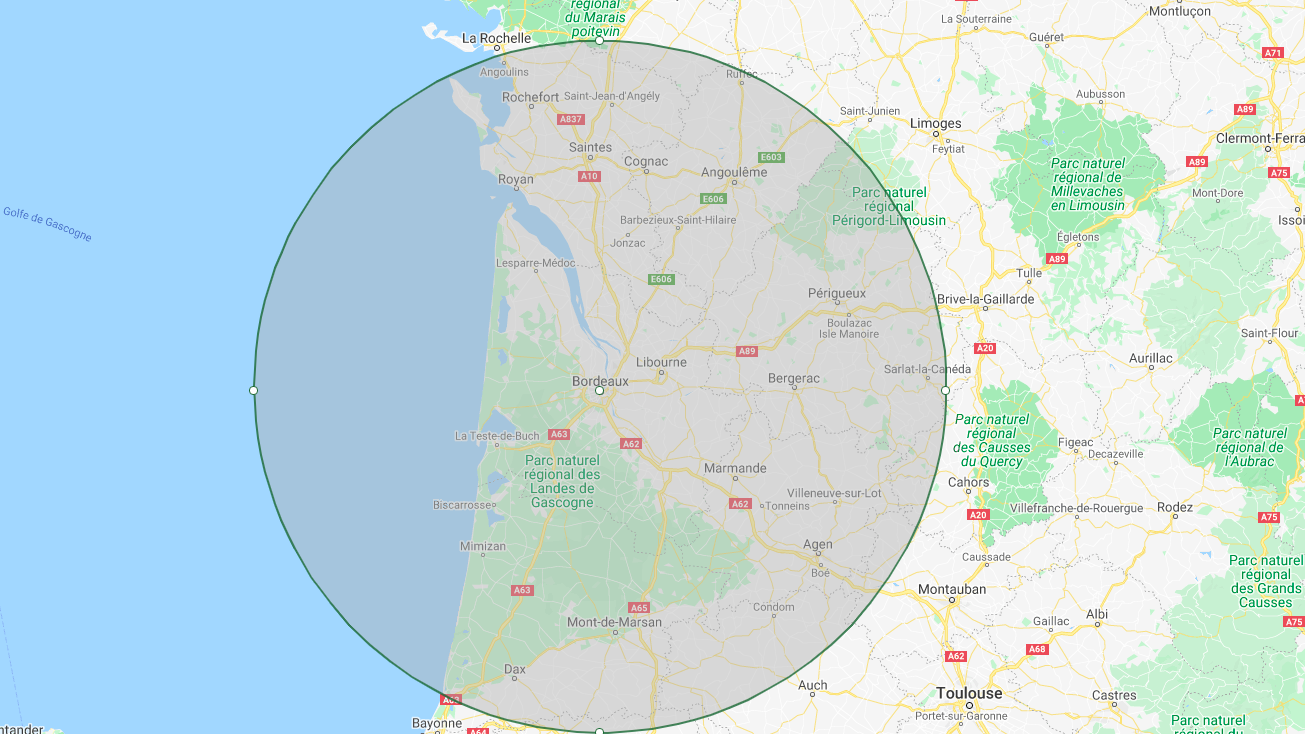 régional
du Marais
poitevin
La Rochelle
La Souterraine
Montluçon
Guéret
A71
Angoulins
Ruffec
Rochefort
Saint-Jean-d'Angély
Aubusson
A837
Saint-Junien
Limoges
A89
Feytiat
Clermont-Ferra
Saintes
Cognac
E603
A10
Angoulême
Parc naturel
régional de
Millevaches
en Limousin
A89
A75
Royan
E606
Parc naturel
régional
Périgord-Limousin
Mont-Dore
Golfe de Gascogne
Barbezieux-Saint-Hilaire
Issoi
Jonzac
Égletons
A89
Lesparre-Médoc
E606
Tulle
Périgueux
Brive-la-Gaillarde
Boulazac
Isle Manoire
Saint-Flour
A89
A20
Libourne
Aurillac
Bordeaux
Bergerac
Sarlat-la-Canéda
A
La Teste-de-Buch
A63
A62
Parc naturel
régional
des Causses
du Quercy
Figeac
Decazeville
Parc naturel
régional de
l'Aubrac
Parc naturel
régional des
Landes de
Gascogne
Marmande
Cahors
Villeneuve-sur-Lot
A62
Tonneins
Biscarrosse
A20
Villefranche-de-Rouergue
Rodez
A75
Mimizan
Agen
Boé
Caussade
Parc naturel
régional
des Grands
Causses
A63
A65
Condom
Montauban
Mont-de-Marsan
Gaillac
Albi
A75
A62
A68
Dax
Auch
Toulouse
Castres
Bayonne
A64
Portet-sur-Garonne
Parc naturel
régional du
ntander